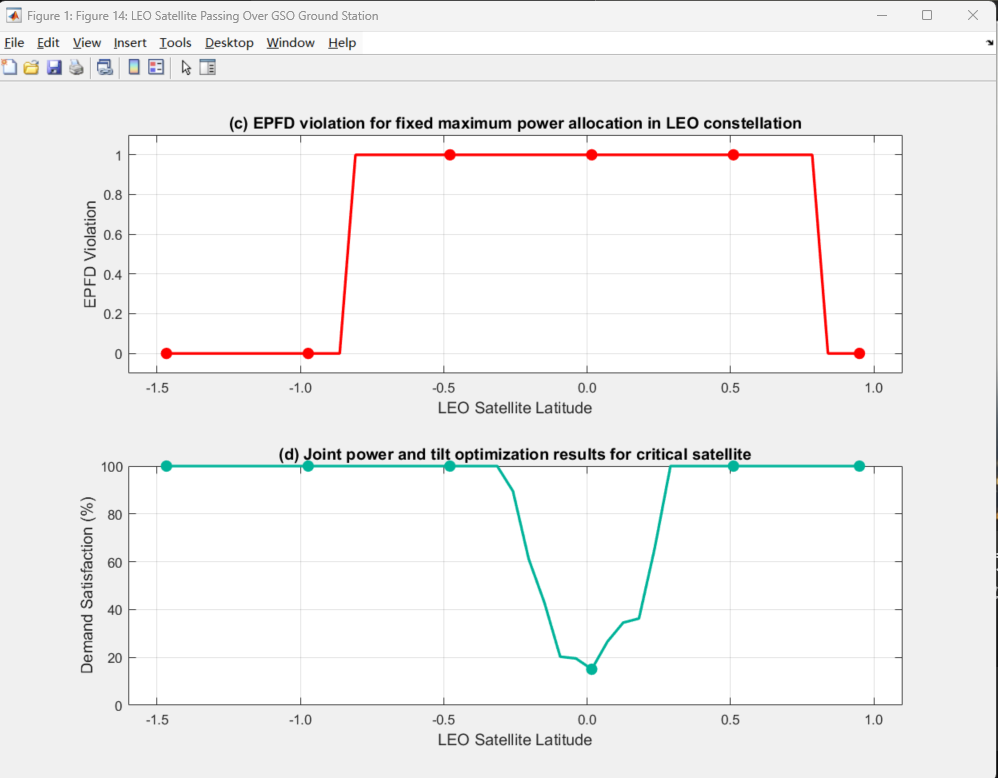 Figure 1: Figure 14: LEO Satellite Passing Over GSO Ground Station
File Edit View Insert Tools Desktop Window Help
(c) EPFD violation for fixed maximum power allocation in LEO constellation
EPFD Violation
1
0.8
0.6
0.4
0.2
0
-1.5 -1.0 -0.5 0.0 0.5 1.0
LEO Satellite Latitude
(d) Joint power and tilt optimization results for critical satellite
Demand Satisfaction (%)
100
80
60
40
20
0
-1.5 -1.0 -0.5 0.0 0.5 1.0
LEO Satellite Latitude